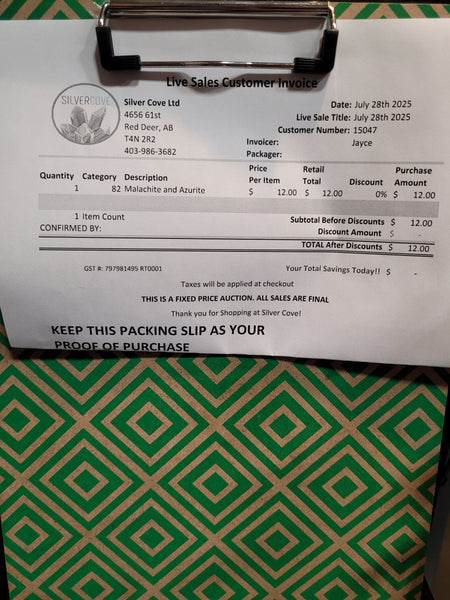 Live Sales Customer Invoice
SILVERCOVE
Silver Cove Ltd
4656 61st
Red Deer, AB
T4N 2R2
403-986-3682
Date: July 28th 2025
Live Sale Title: July 28th 2025
Customer Number: 15047
Invoicer: Jayce
Packager:
Quantity Category Description Price Per Item Retail Total Discount Purchase Amount
1 82 Malachite and Azurite $ 12.00 $ 12.00 0% $ 12.00
1 Item Count Subtotal Before Discounts $ 12.00
CONFIRMED BY: Discount Amount $ -
TOTAL After Discounts $ 12.00
GST #: 797981495 RT0001 Your Total Savings Today!! $ -
Taxes will be applied at checkout
THIS IS A FIXED PRICE AUCTION. ALL SALES ARE FINAL
Thank you for Shopping at Silver Cove!
KEEP THIS PACKING SLIP AS YOUR
PROOF OF PURCHASE